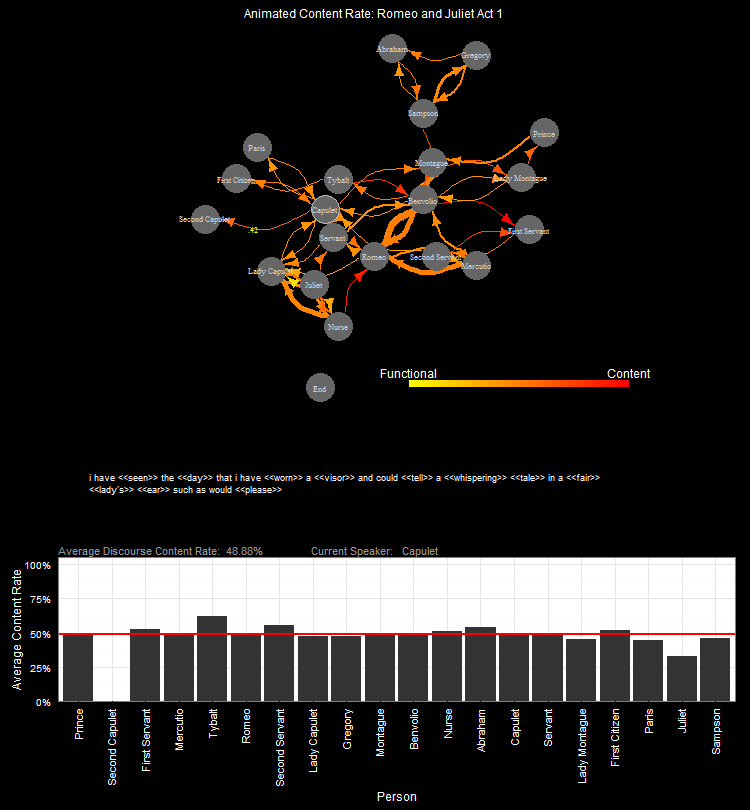 Animated Content Rate: Romeo and Juliet Act 1
Abraham
Gregory
Sampson
Prince
Paris
Montague
First Citizen
Tybalt
Lady Montague
Benvolio
Capulet
Second Capulet
.42
First Servant
Servant
Romeo
Second Servant
Mercutio
Lady Capulet
Juliet
Nurse
Functional
Content
End
i have <<seen>> the <<day>> that i have <<worn>> a <<visor>> and could <<tell>> a <<whispering>> <<tale>> in a <<fair>>
<<lady's>> <<ear>> such as would <<please>>
Average Discourse Content Rate: 48.88%
Current Speaker: Capulet
Average Content Rate
100%
75%
50%
25%
0%
Prince
Second Capulet
First Servant
Mercutio
Tybalt
Romeo
Second Servant
Lady Capulet
Gregory
Montague
Benvolio
Nurse
Abraham
Capulet
Servant
Lady Montague
First Citizen
Paris
Juliet
Sampson
Person